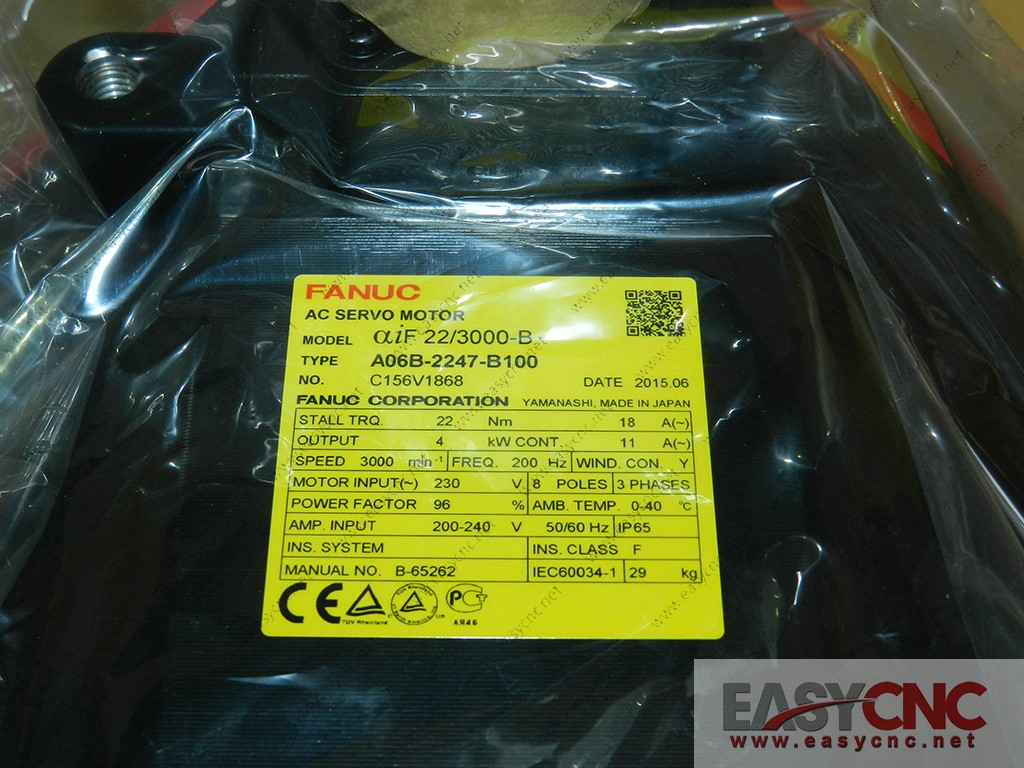 FANUC
AC SERVO MOTOR
MODEL αiF 22/3000-B
TYPE A06B-2247-B100
NO. C156V1868 DATE 2015.06
FANUC CORPORATION YAMANASHI, MADE IN JAPAN
STALL TRQ. 22 Nm 18 A(~)
OUTPUT 4 kW CONT. 11 A(~)
SPEED 3000 min-1 FREQ. 200 Hz WIND. CON. Y
MOTOR INPUT(~) 230 V 8 POLES 3 PHASES
POWER FACTOR 96 % AMB. TEMP. 0-40 ℃
AMP. INPUT 200-240 V 50/60 Hz IP65
INS. SYSTEM INS. CLASS F
MANUAL NO. B-65262 IEC60034-1 29 kg
CE
TUV Rheinland
АЯ46
EASYCNC
www.easycnc.net